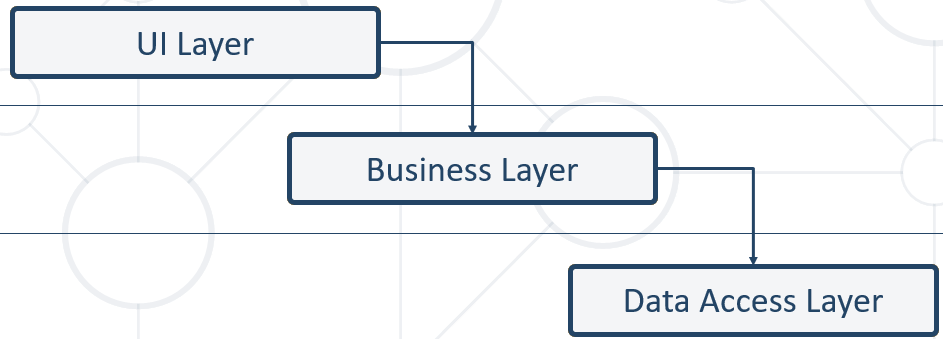 UI Layer
Business Layer
Data Access Layer